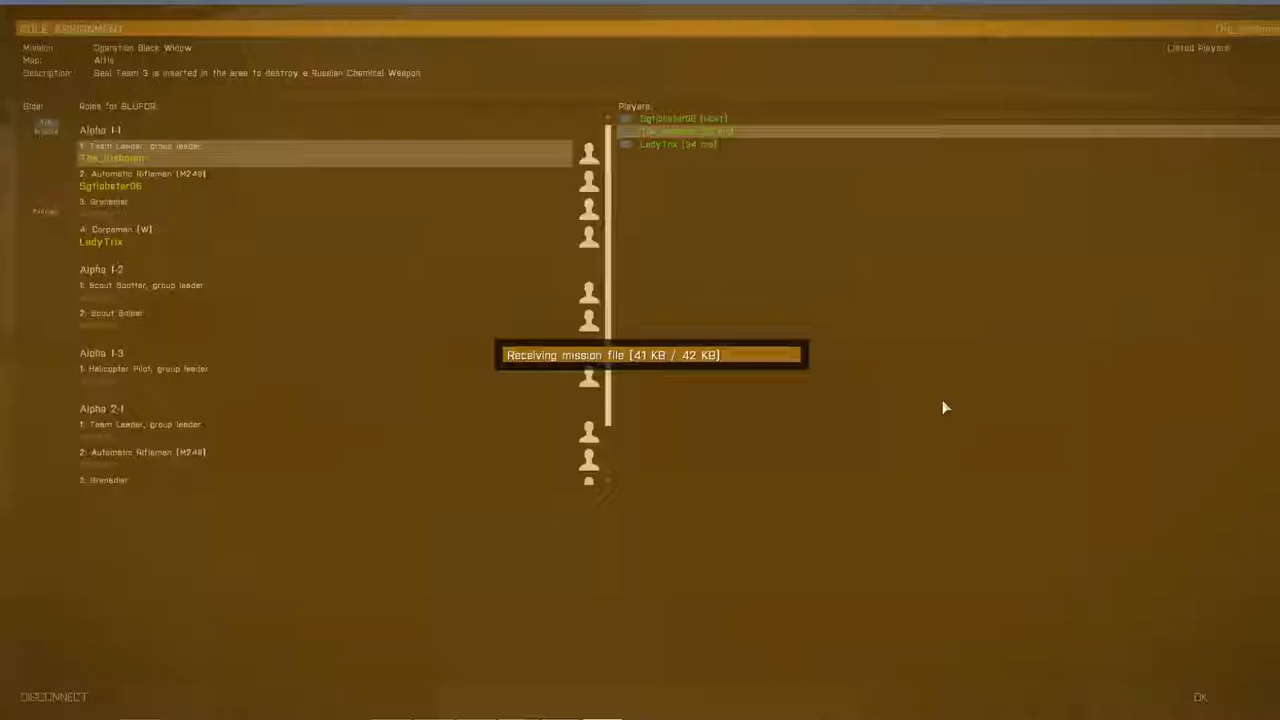 ROLE ASSIGNMENT
Mission: Operation Black Widow
Map: Altis
Description: Seal Team 3 is inserted in the area to destroy a Russian Chemical Weapon
Locked Players
Side:
Roles for BLUFOR:
Players:
Alpha 1-1
1: Team Leader, group leader
2: Automatic Rifleman (M249)
Sgtlobster06
3: Grenadier
4: Corpsman (W)
LadyTrix
Alpha 1-2
1: Scout Spotter, group leader
2: Scout Sniper
Alpha 1-3
1: Helicopter Pilot, group leader
Alpha 2-1
1: Team Leader, group leader
2: Automatic Rifleman (M249)
3: Grenadier
Sgtlobster06 (Host)
LadyTrix (34 ms)
Receiving mission file (41 KB / 42 KB)
DISCONNECT
OK